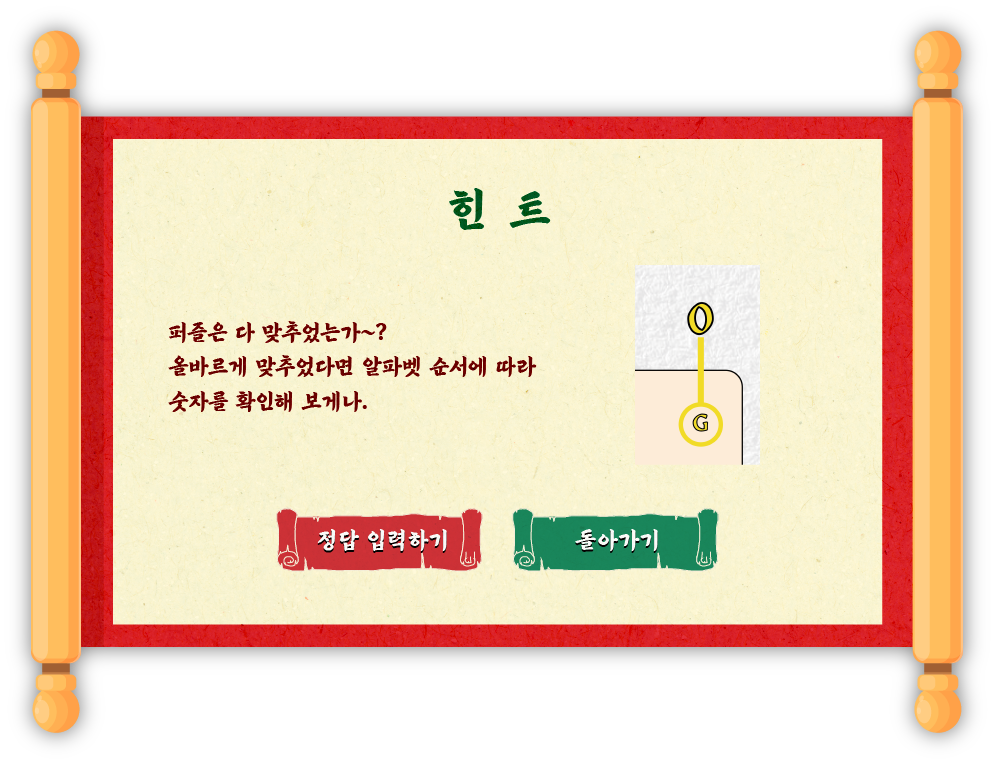 힌 트
퍼즐은 다 맞추었는가~?
올바르게 맞추었다면 알파벳 순서에 따라
숫자를 확인해 보게나.
0
G
정답 입력하기
돌아가기